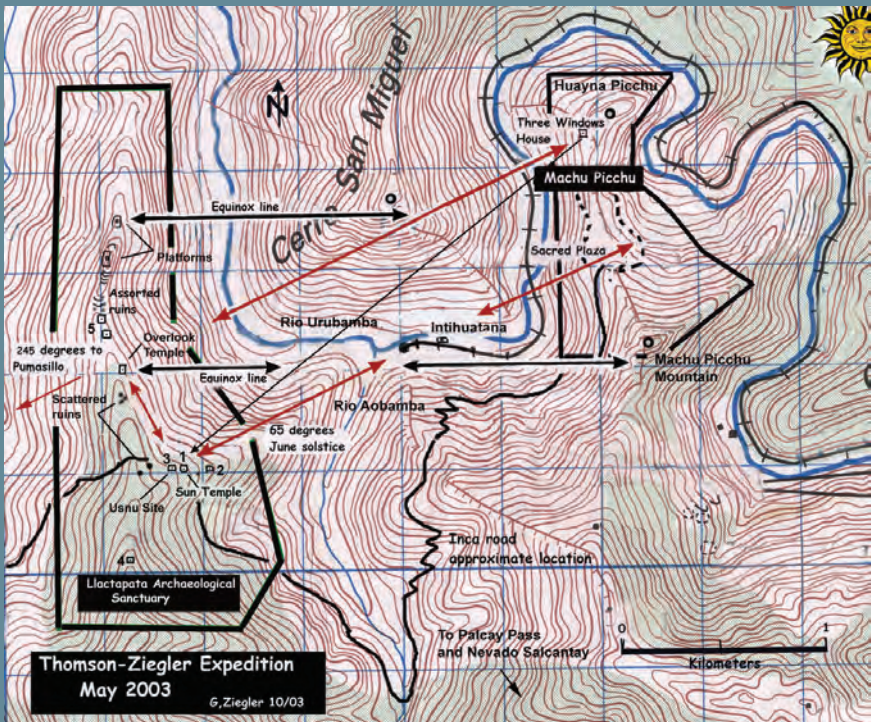 Huayna Picchu
N
Cerro San Miguel
Three Windows
House
Machu Picchu
Equinox line
Platforms
Sacred Plaza
Assorted
ruins
Rio Urubamba
Intihuatana
5
Overlook
Temple
245 degrees to
Pumasillo
Machu Picchu
Mountain
Equinox line
Scattered
ruins
Rio Aobamba
65 degrees
June solstice
3 1 2
Sun Temple
Usnu Site
Inca road
approximate location
4
Llactapata Archaeological
Sanctuary
To Palcay Pass
and Nevado Salcantay
0 1
Kilometers
Thomson-Ziegler Expedition
May 2003
G,Ziegler 10/03